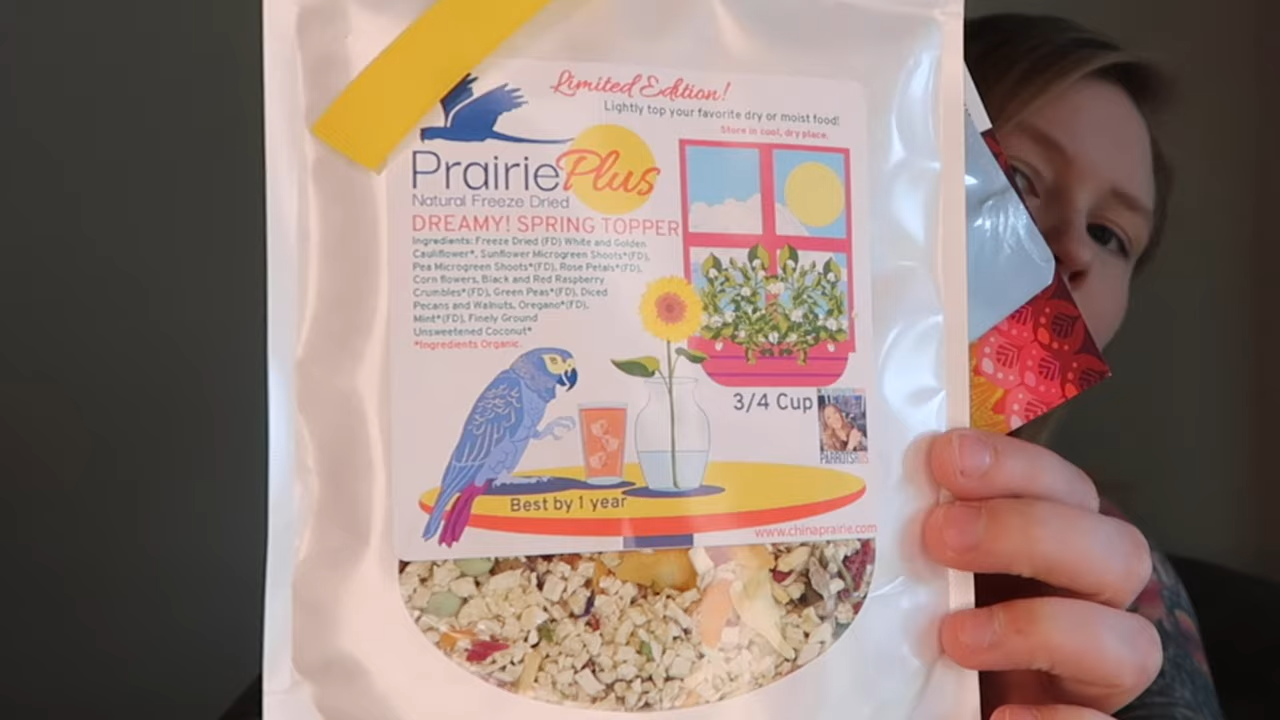 Limited Edition!
Lightly top your favorite dry or moist food!
Store in cool, dry place.
PrairiePlus
Natural Freeze Dried
DREAMY! SPRING TOPPER
Ingredients: Freeze Dried (FD) White and Golden
Cauliflower*, Sunflower Microgreen Shoots*(FD),
Pea Microgreen Shoots*(FD), Rose Petals*(FD),
Corn flowers, Black and Red Raspberry
Crumbles*(FD), Green Peas*(FD), Diced
Pecans and Walnuts, Oregano*(FD),
Mint*(FD), Finely Ground
Unsweetened Coconut*
*Ingredients Organic.
3/4 Cup
PARROTSRUS
Best by 1 year
www.chinaprairie.com